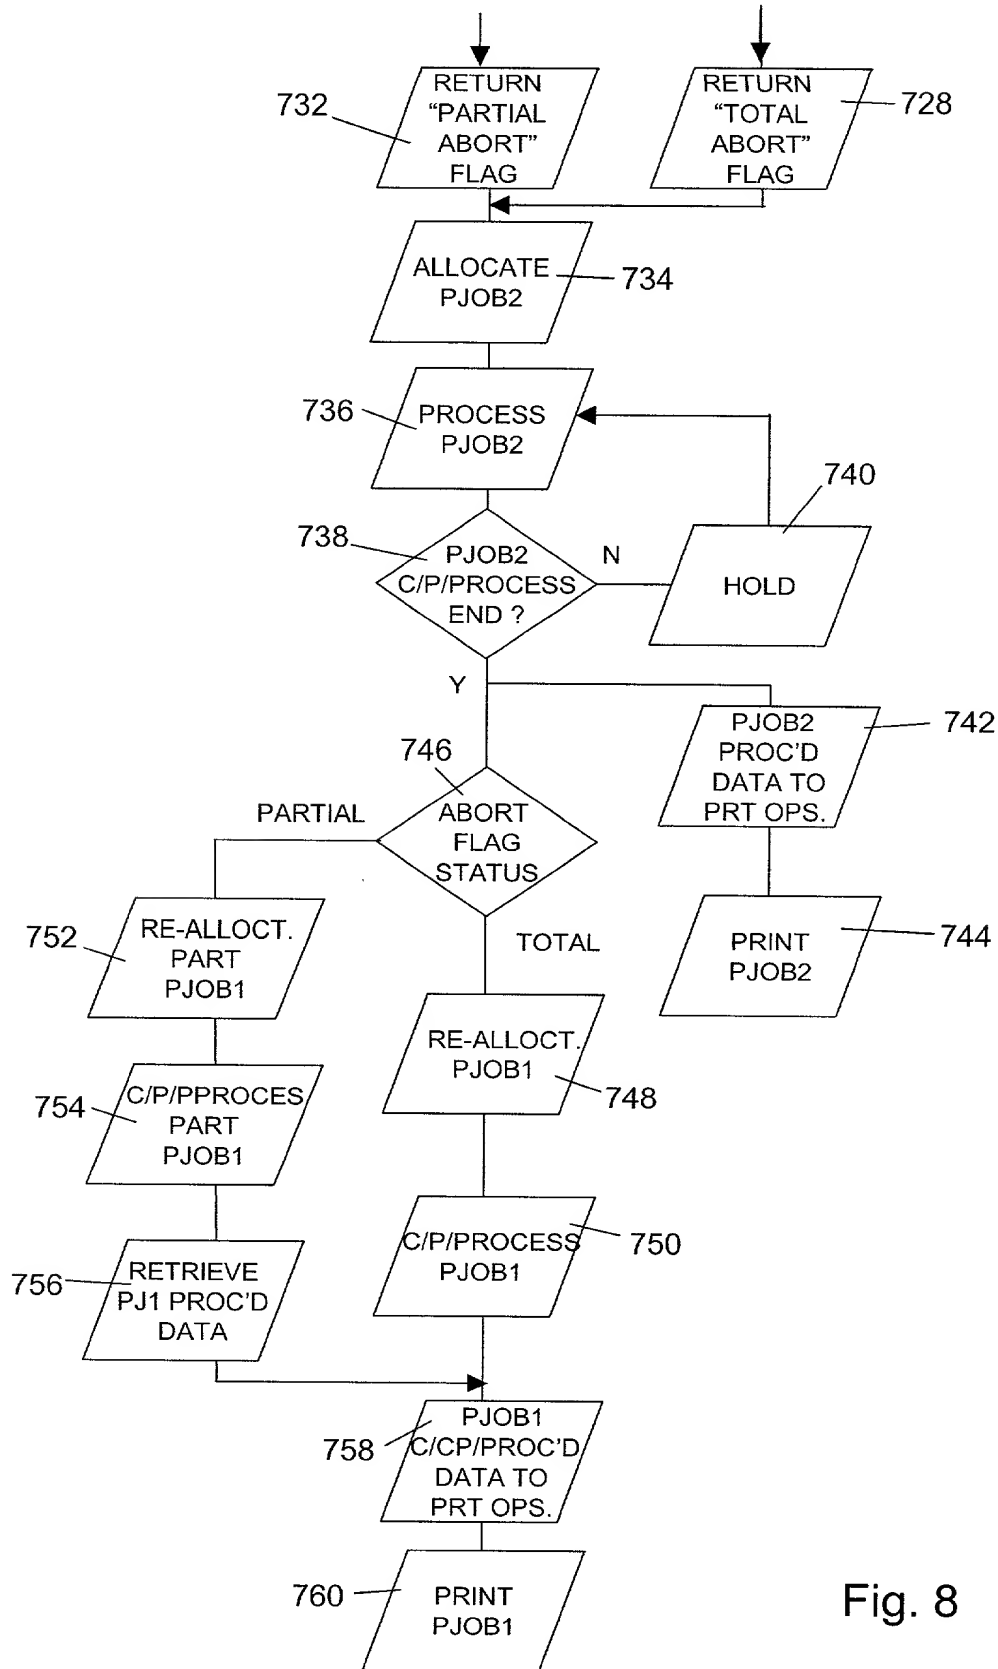 RETURN
“PARTIAL
ABORT”
FLAG
732
RETURN
“TOTAL
ABORT”
FLAG
728
ALLOCATE
PJOB2
734
PROCESS
PJOB2
736
740
HOLD
738
PJOB2
C/P/PROCESS
END ?
N
Y
PJOB2
PROC’D
DATA TO
PRT OPS.
742
746
ABORT
FLAG
STATUS
PARTIAL
TOTAL
PRINT
PJOB2
744
752
RE-ALLOCT.
PART
PJOB1
RE-ALLOCT.
PJOB1
748
754
C/P/PPROCES
PART
PJOB1
C/P/PROCESS
PJOB1
750
756
RETRIEVE
PJ1 PROC’D
DATA
758
PJOB1
C/CP/PROC’D
DATA TO
PRT OPS.
760
PRINT
PJOB1
Fig. 8